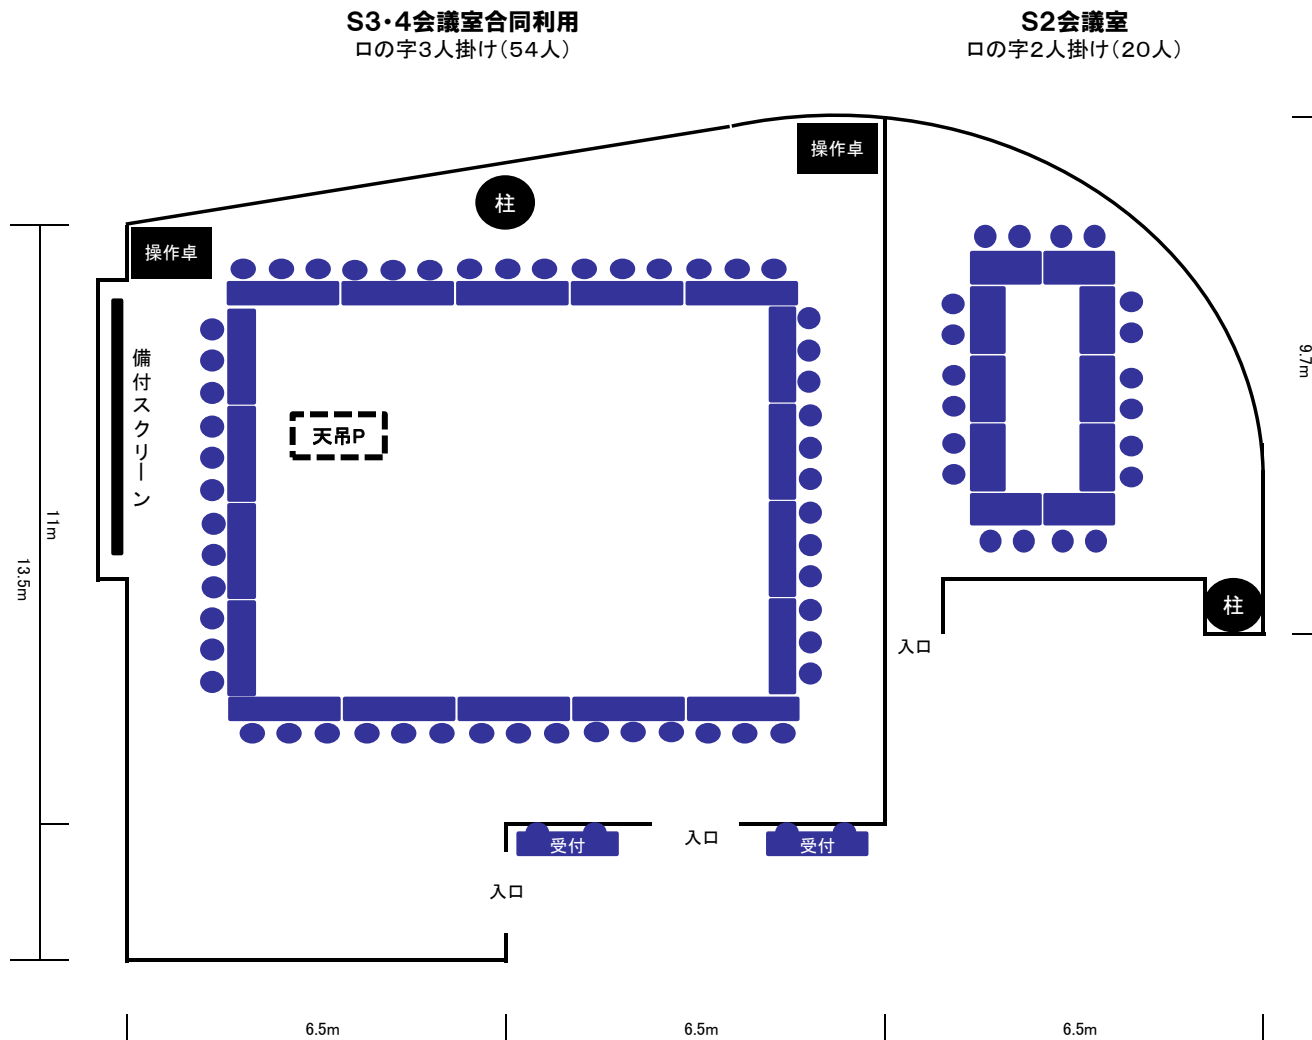 S3・4会議室合同利用
ロの字3人掛け(54人)
S2会議室
ロの字2人掛け(20人)
操作卓
柱
操作卓
備付スクリーン
天吊P
9.7m
11m
13.5m
柱
入口
受付
入口
受付
入口
6.5m
6.5m
6.5m